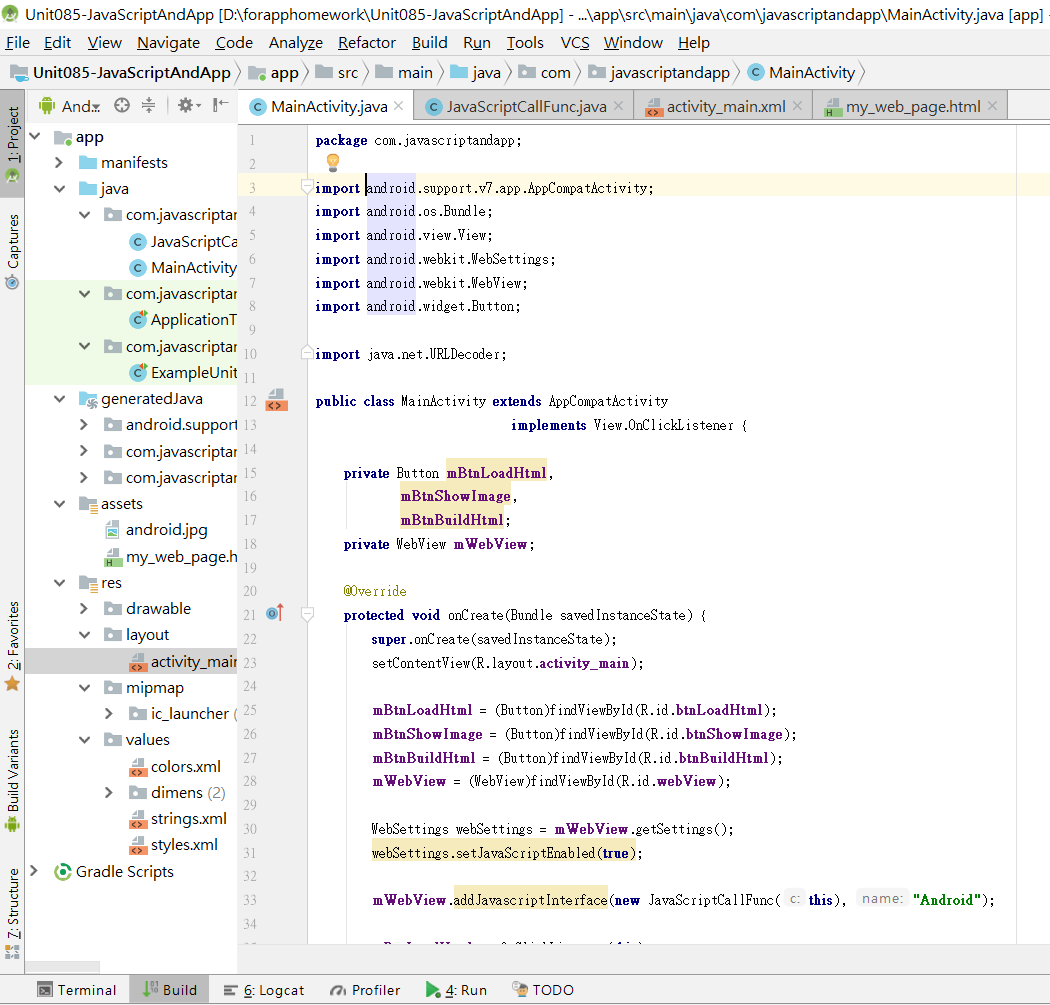 Unit085-JavaScriptAndApp [D:\forapphomework\Unit085-JavaScriptAndApp] - ...\app\src\main\java\com\javascriptandapp\MainActivity.java [app] -
File Edit View Navigate Code Analyze Refactor Build Run Tools VCS Window Help
Unit085-JavaScriptAndApp app src main java com javascriptandapp MainActivity
1: Project
Captures
2: Favorites
Build Variants
7: Structure
And
app
manifests
java
com.javascriptar
JavaScriptCa
MainActivity
com.javascriptar
ApplicationT
com.javascriptar
ExampleUnit
generatedJava
android.support
com.javascriptar
com.javascriptar
assets
android.jpg
my_web_page.h
res
drawable
layout
activity_main
mipmap
ic_launcher (
values
colors.xml
dimens (2)
strings.xml
styles.xml
Gradle Scripts
MainActivity.java JavaScriptCallFunc.java activity_main.xml my_web_page.html
1 package com.javascriptandapp;
2
3 import android.support.v7.app.AppCompatActivity;
4 import android.os.Bundle;
5 import android.view.View;
6 import android.webkit.WebSettings;
7 import android.webkit.WebView;
8 import android.widget.Button;
9
10 import java.net.URLDecoder;
11
12 public class MainActivity extends AppCompatActivity
13 implements View.OnClickListener {
14
15 private Button mBtnLoadHtml,
16 mBtnShowImage,
17 mBtnBuildHtml;
18 private WebView mWebView;
19
20 @Override
21 protected void onCreate(Bundle savedInstanceState) {
22 super.onCreate(savedInstanceState);
23 setContentView(R.layout.activity_main);
24
25 mBtnLoadHtml = (Button)findViewById(R.id.btnLoadHtml);
26 mBtnShowImage = (Button)findViewById(R.id.btnShowImage);
27 mBtnBuildHtml = (Button)findViewById(R.id.btnBuildHtml);
28 mWebView = (WebView)findViewById(R.id.webView);
29
30 WebSettings webSettings = mWebView.getSettings();
31 webSettings.setJavaScriptEnabled(true);
32
33 mWebView.addJavascriptInterface(new JavaScriptCallFunc( c: this), name: "Android");
34
Terminal Build 6: Logcat Profiler 4: Run TODO